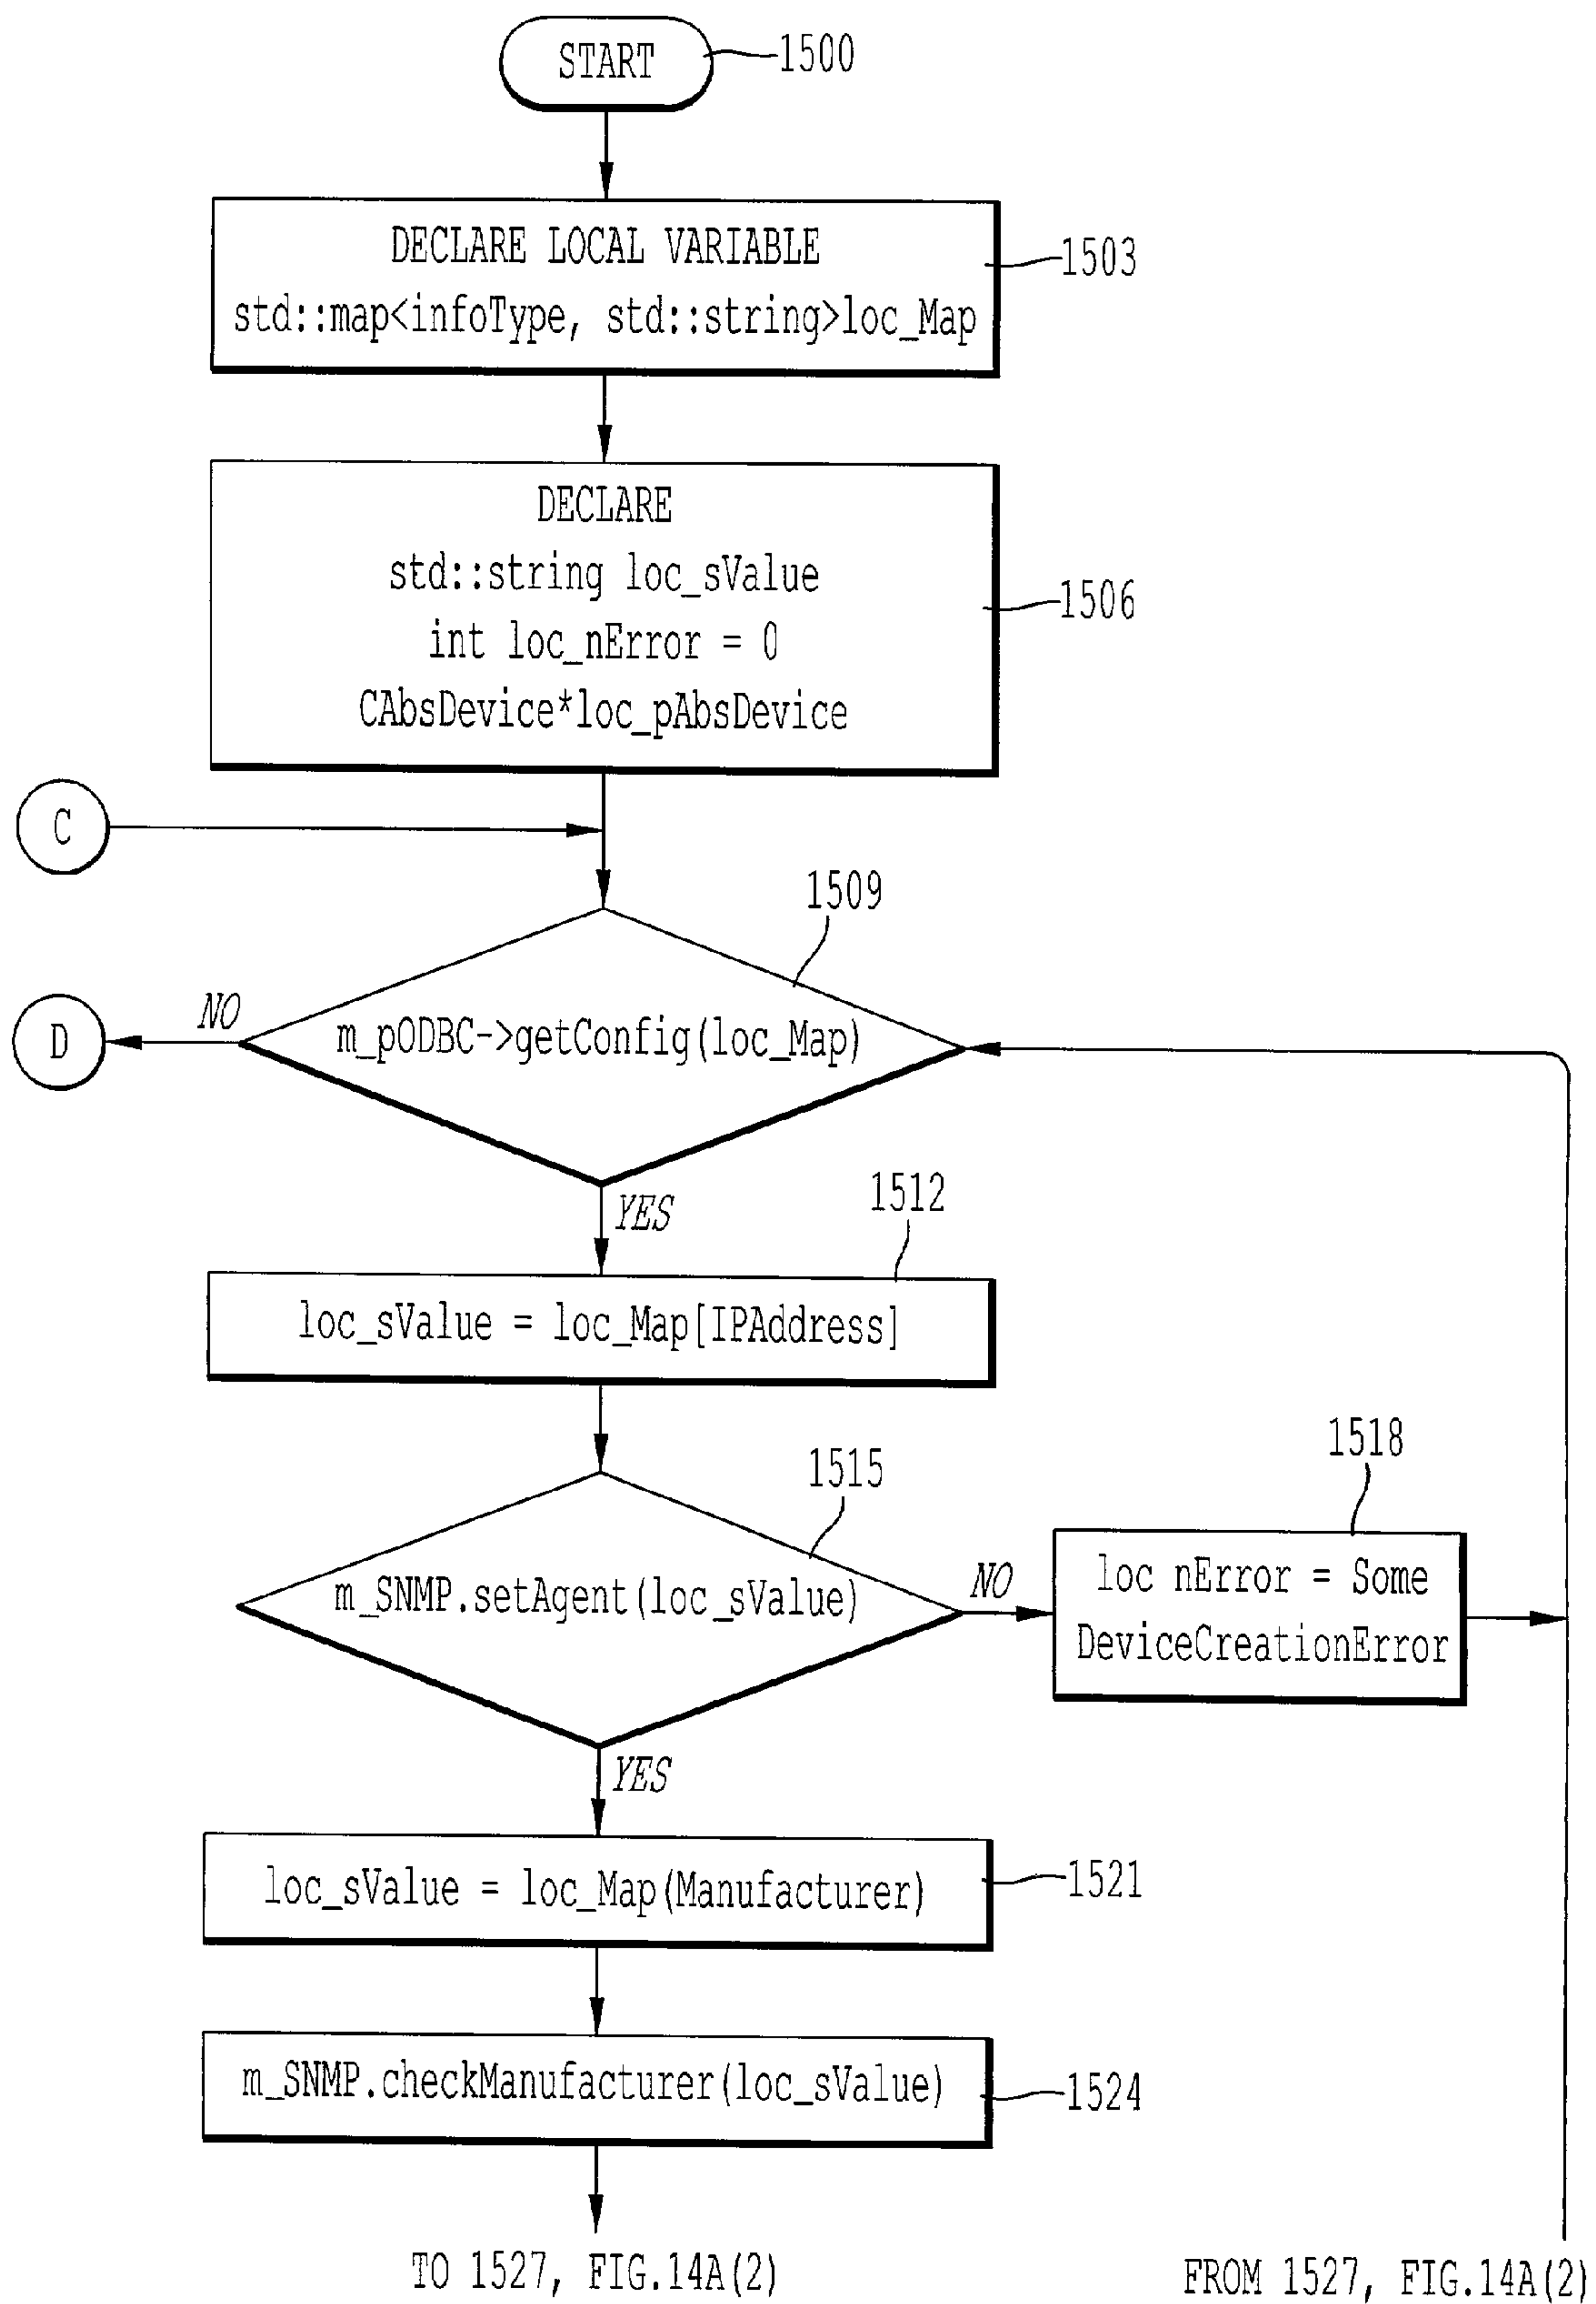 START
1500
DECLARE LOCAL VARIABLE
std::map<infoType, std::string>loc_Map
1503
DECLARE
std::string loc_sValue
int loc_nError = 0
CAbsDevice*loc_pAbsDevice
1506
C
1509
D
NO
m_pODBC->getConfig(loc_Map)
YES
1512
loc_sValue = loc_Map[IPAddress]
1515
m_SNMP.setAgent(loc_sValue)
NO
1518
loc nError = Some
DeviceCreationError
YES
loc_sValue = loc_Map(Manufacturer)
1521
m_SNMP.checkManufacturer(loc_sValue)
1524
TO 1527, FIG.14A(2)
FROM 1527, FIG.14A(2)